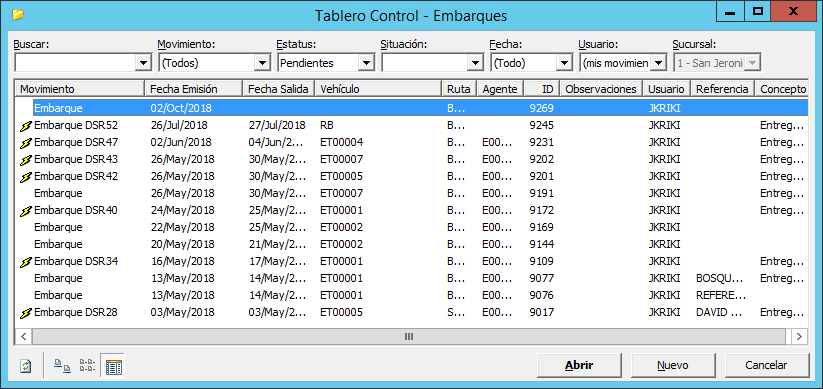 Tablero Control - Embarques
Buscar: Movimiento: Estatus: Situación: Fecha: Usuario: Sucursal:
(Todos) Pendientes (Todo) (mis movimien 1 - San Jeroni
Movimiento Fecha Emisión Fecha Salida Vehículo Ruta Agente ID Observaciones Usuario Referencia Concepto
Embarque 02/Oct/2018 B... 9269 JKRIKI
Embarque DSR52 26/Jul/2018 27/Jul/2018 RB B... 9245 JKRIKI Entreg...
Embarque DSR47 02/Jun/2018 04/Jun/2... ET00004 B... E00... 9231 JKRIKI Entreg...
Embarque DSR43 26/May/2018 30/May/2... ET00007 B... E00... 9202 JKRIKI Entreg...
Embarque DSR42 26/May/2018 30/May/2... ET00005 B... E00... 9201 JKRIKI Entreg...
Embarque 26/May/2018 30/May/2... ET00007 B... E00... 9191 JKRIKI
Embarque DSR40 24/May/2018 25/May/2... ET00001 B... E00... 9172 JKRIKI Entreg...
Embarque 22/May/2018 25/May/2... ET00002 B... E00... 9169 JKRIKI
Embarque 20/May/2018 21/May/2... ET00002 B... E00... 9144 JKRIKI
Embarque DSR34 16/May/2018 17/May/2... ET00001 B... E00... 9109 JKRIKI Entreg...
Embarque 13/May/2018 14/May/2... ET00001 B... E00... 9077 JKRIKI BOSQU... Entreg...
Embarque 13/May/2018 14/May/2... ET00001 B... E00... 9076 JKRIKI REFERE...
Embarque DSR28 03/May/2018 03/May/2... ET00005 S... E00... 9017 JKRIKI DAVID ... Entreg...
Abrir Nuevo Cancelar